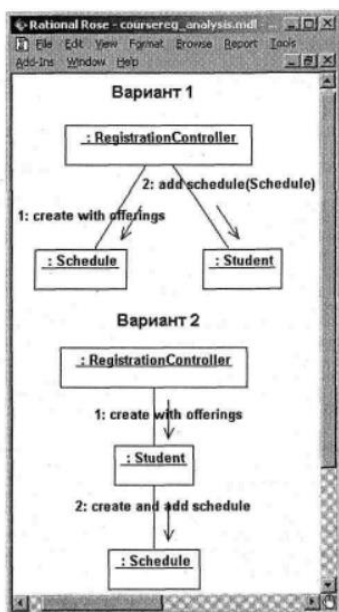 Rational Rose - coursereg_analysis.mdl - ...
File Edit View Format Browse Report Tools
Add-Ins Window Help
Вариант 1
: RegistrationController
2: add schedule(Schedule)
1: create with offerings
: Schedule
: Student
Вариант 2
: RegistrationController
1: create with offerings
: Student
2: create and add schedule
: Schedule